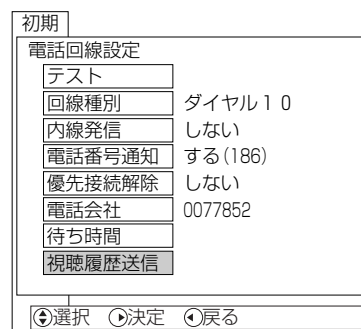 初期
電話回線設定
テスト
回線種別 ダイヤル10
内線発信 しない
電話番号通知 する(186)
優先接続解除 しない
電話会社 0077852
待ち時間
視聴履歴送信
選択 決定 戻る